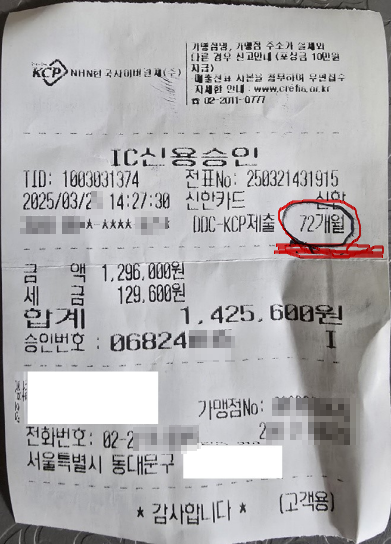 KCP NHN한국사이버결제(주)
가맹점명, 가맹점 주소가 실제와
다른 경우 신고안내 (포상금 10만원
지급)
매출전표 사본을 첨부하여 우편접수
자세한 안내 : www.crefia.or.kr
☎ 02-2011-0777
IC신용승인
TID: 1003031374 전표No: 250321431915
2025/03/2 14:27:30 신한카드 신한
**-**** DDC-KCP제출 72개월
금 액 1,296,000원
세 금 129,600원
합계 1,425,600원
승인번호 : 06824 I
가맹점No:
전화번호: 02-2
서울특별시 동대문구
* 감사합니다 * (고객용)